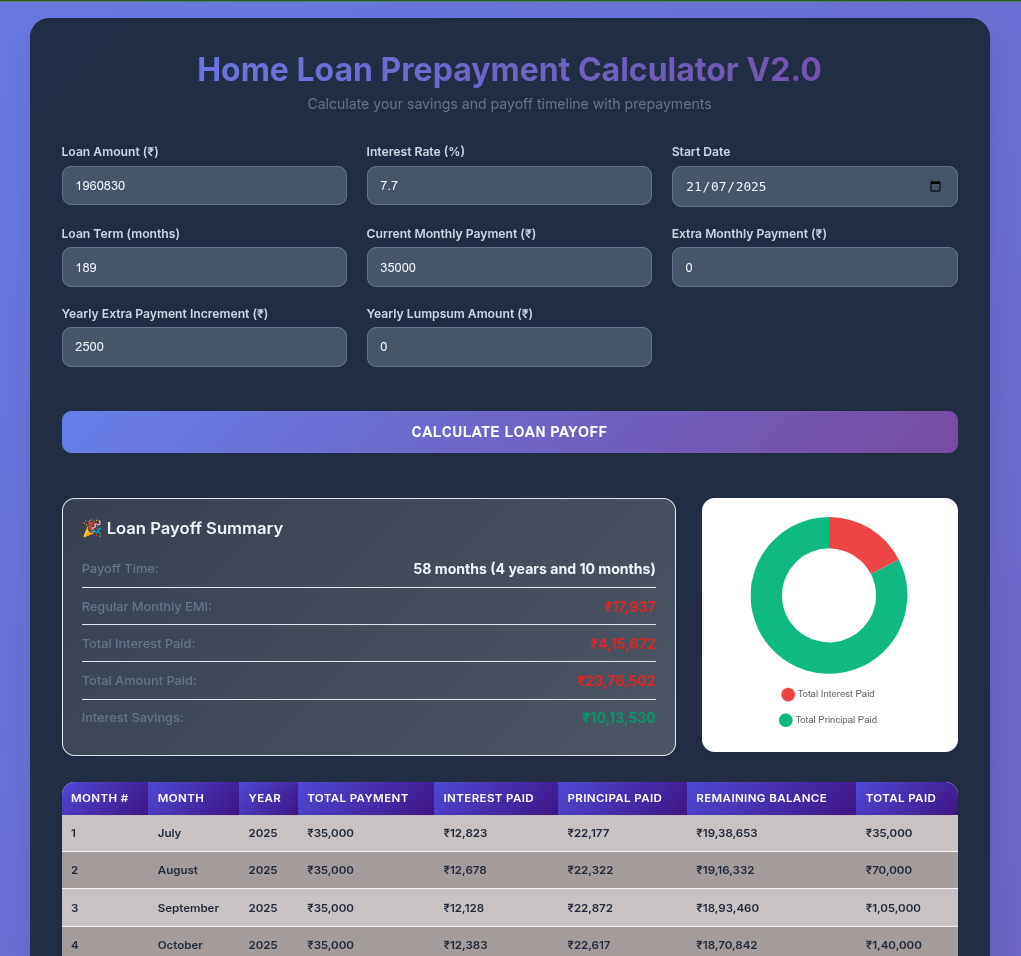 Home Loan Prepayment Calculator V2.0
Calculate your savings and payoff timeline with prepayments
Loan Amount (₹) Interest Rate (%) Start Date
1960830 7.7 21/07/2025
Loan Term (months) Current Monthly Payment (₹) Extra Monthly Payment (₹)
189 35000 0
Yearly Extra Payment Increment (₹) Yearly Lumpsum Amount (₹)
2500 0
CALCULATE LOAN PAYOFF
🎉 Loan Payoff Summary
Payoff Time: 58 months (4 years and 10 months)
Regular Monthly EMI: ₹17,937
Total Interest Paid: ₹4,15,672
Total Amount Paid: ₹23,76,502
Interest Savings: ₹10,13,530
Total Interest Paid
Total Principal Paid
MONTH # MONTH YEAR TOTAL PAYMENT INTEREST PAID PRINCIPAL PAID REMAINING BALANCE TOTAL PAID
1 July 2025 ₹35,000 ₹12,823 ₹22,177 ₹19,38,653 ₹35,000
2 August 2025 ₹35,000 ₹12,678 ₹22,322 ₹19,16,332 ₹70,000
3 September 2025 ₹35,000 ₹12,128 ₹22,872 ₹18,93,460 ₹1,05,000
4 October 2025 ₹35,000 ₹12,383 ₹22,617 ₹18,70,842 ₹1,40,000